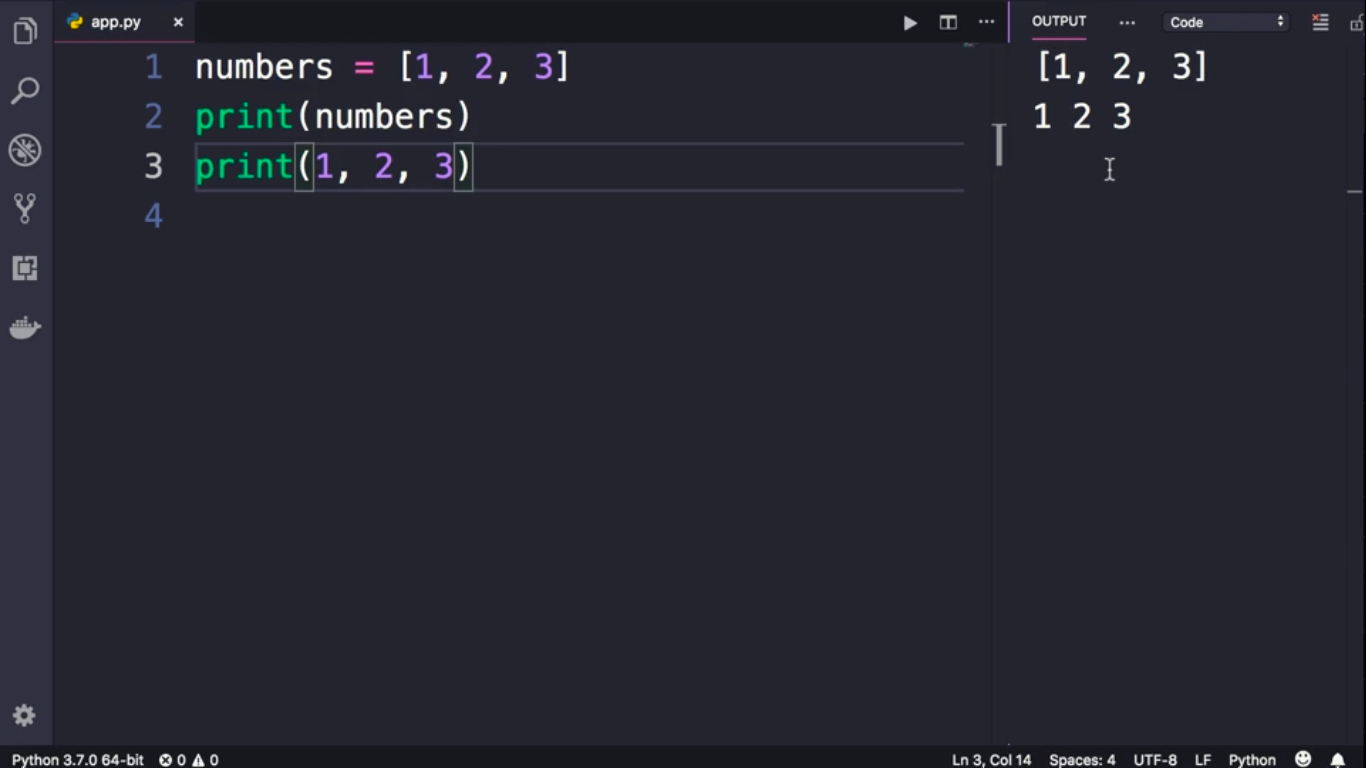 app.py
OUTPUT
Code
1 numbers = [1, 2, 3]
2 print(numbers)
3 print(1, 2, 3)
4
[1, 2, 3]
1 2 3
Python 3.7.0 64-bit 0 0
Ln 3, Col 14 Spaces: 4 UTF-8 LF Python